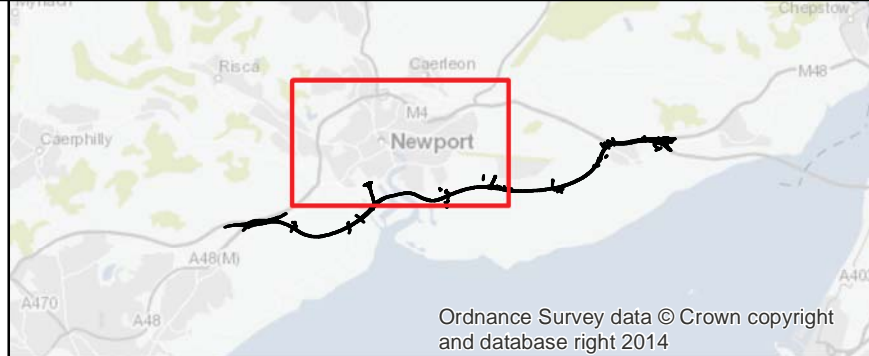 Chepstow
Caerleon
Risca
M48
M4
Caerphilly
Newport
A48(M)
A470
A48
Ordnance Survey data © Crown copyright
and database right 2014